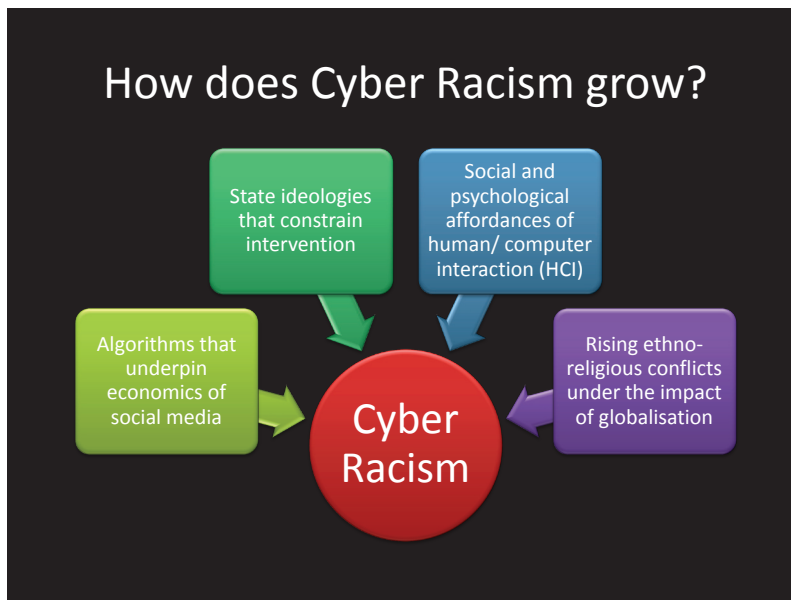 How does Cyber Racism grow?
State ideologies
that constrain
intervention
Social and
psychological
affordances of
human/ computer
interaction (HCI)
Algorithms that
underpin
economics of
social media
Rising ethno-
religious conflicts
under the impact
of globalisation
Cyber
Racism